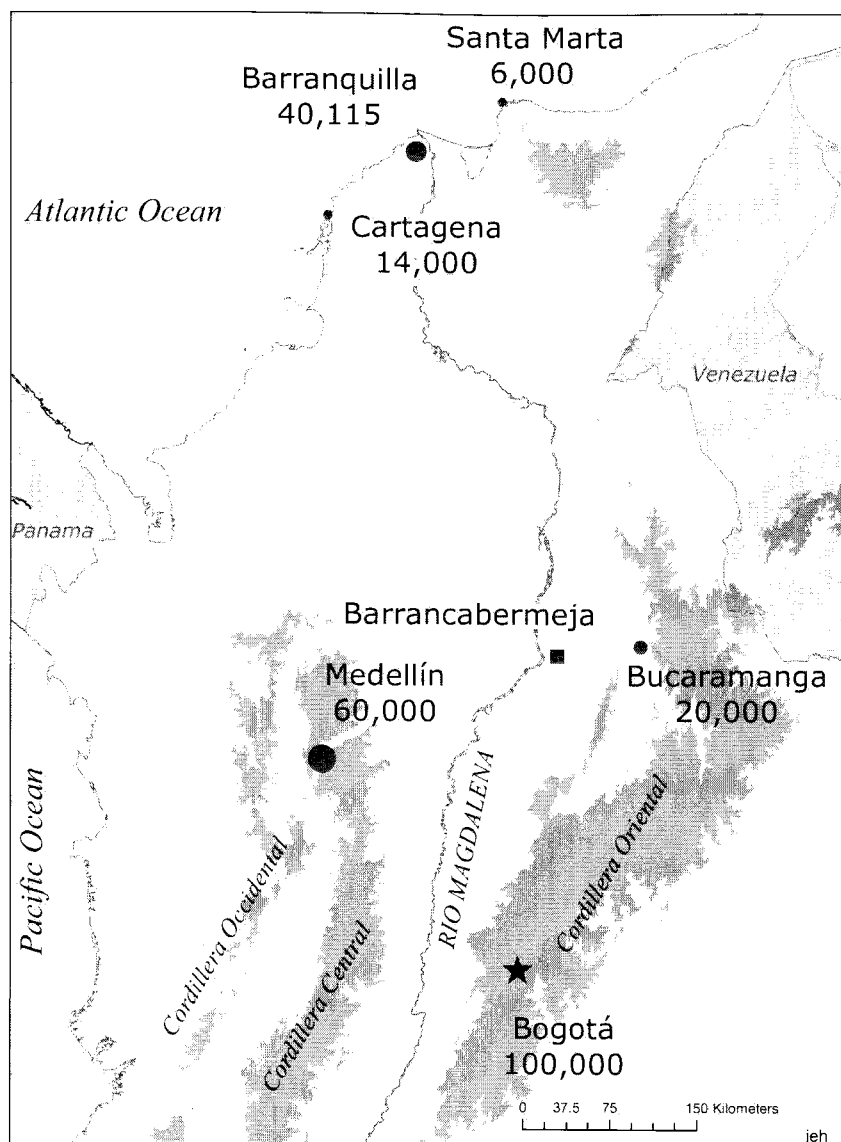 Santa Marta
6,000
Barranquilla
40,115
Atlantic Ocean
Cartagena
14,000
Venezuela
Panama
Barrancabermeja
Medellín
60,000
Bucaramanga
20,000
Pacific Ocean
RIO MAGDALENA
Cordillera Oriental
Cordillera Occidental
Cordillera Central
Bogotá
100,000
0 37.5 75 150 Kilometers
jeh